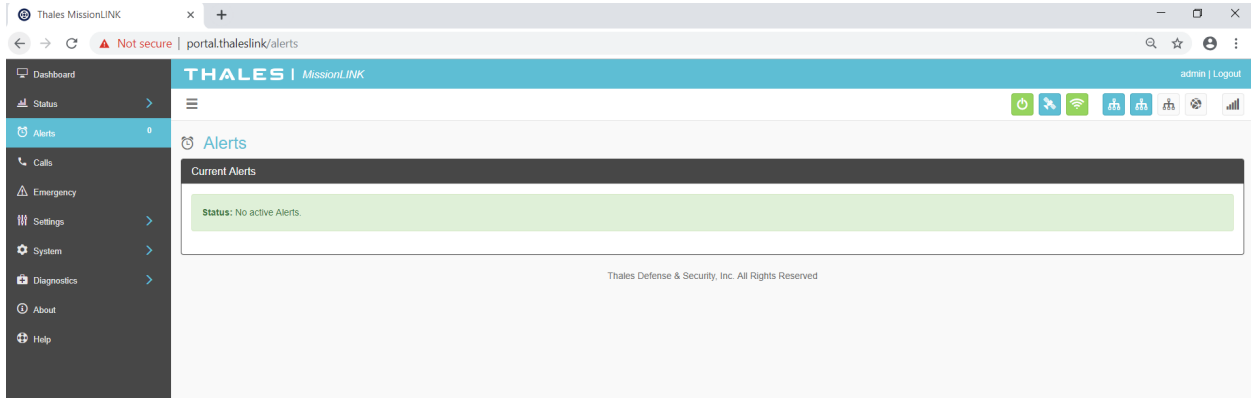 Thales MissionLINK
Not secure | portal.thaleslink/alerts
Dashboard
THALES | MissionLINK
admin | Logout
Status
Alerts 0
Alerts
Calls
Current Alerts
Emergency
Status: No active Alerts.
Settings
System
Diagnostics
Thales Defense & Security, Inc. All Rights Reserved
About
Help